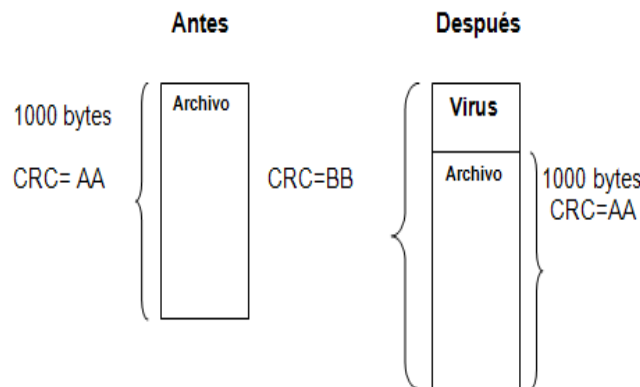 Antes
Después
1000 bytes
CRC= AA
Archivo
CRC=BB
Virus
Archivo
1000 bytes
CRC=AA